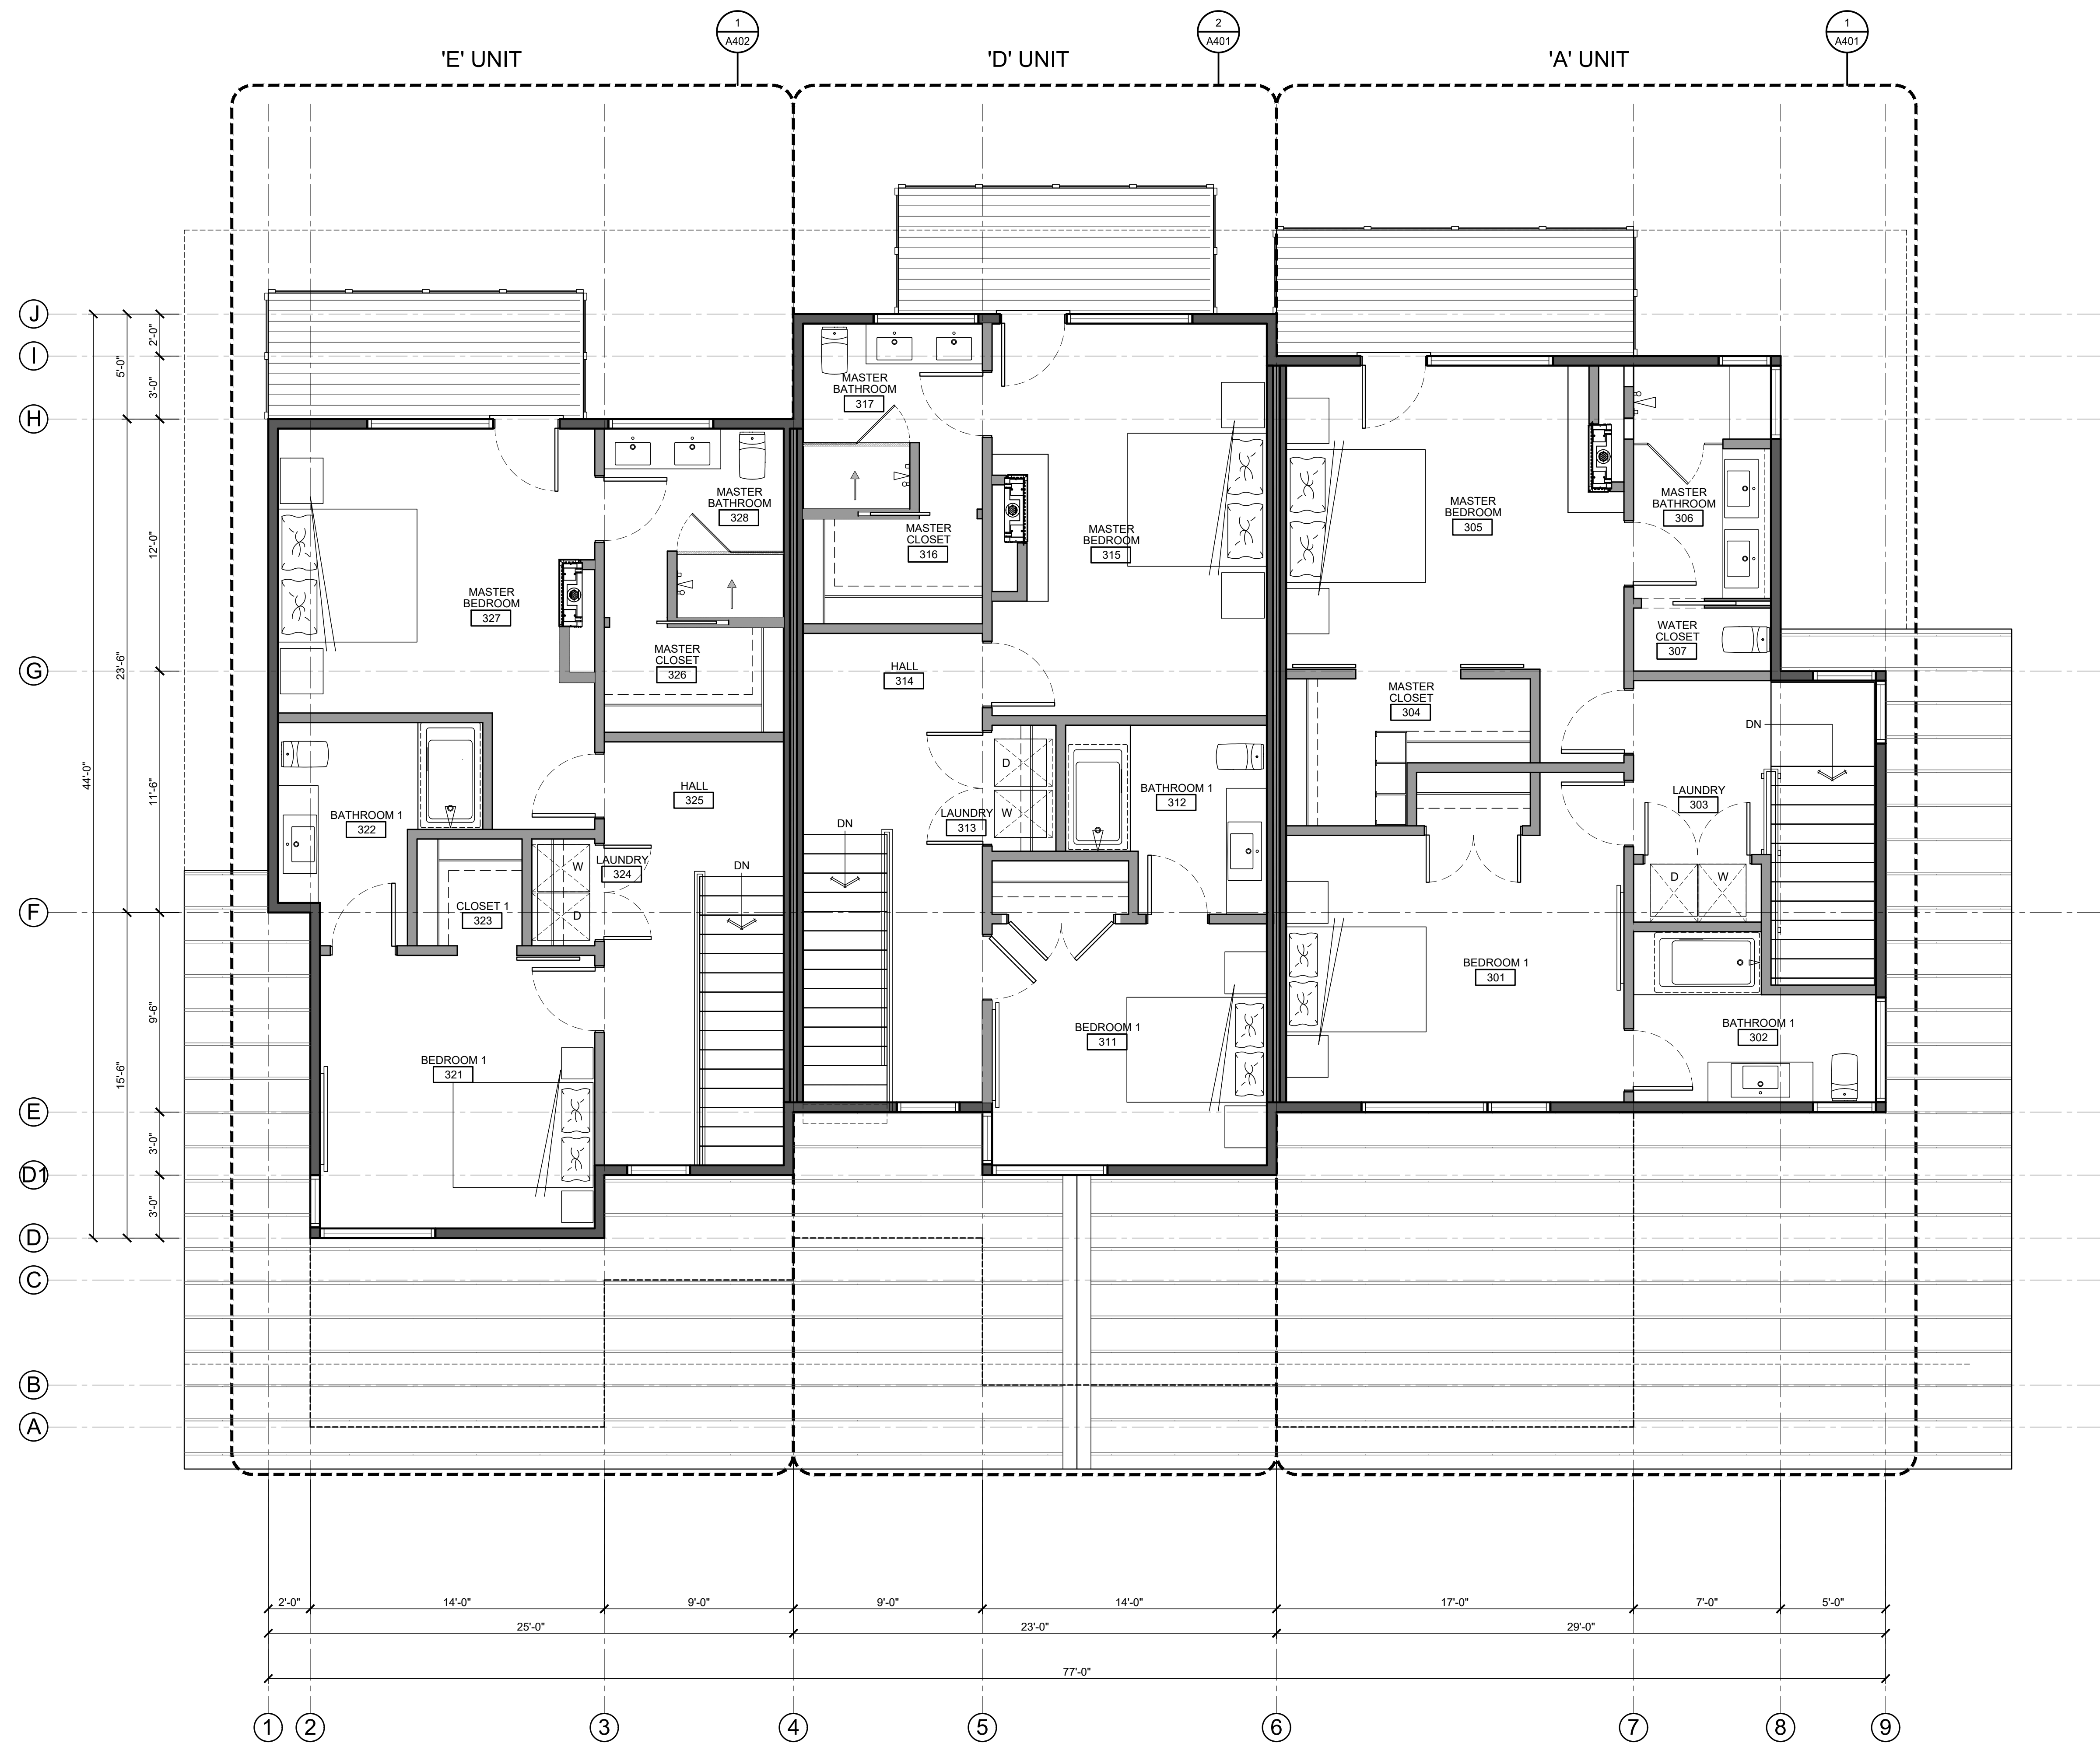 1
A402
2
A401
1
A401
'E' UNIT
'D' UNIT
'A' UNIT
J
I
H
G
F
E
D1
D
C
B
A
2'-0"
3'-0"
5'-0"
12'-0"
11'-6"
23'-6"
44'-0"
9'-6"
3'-0"
3'-0"
15'-6"
MASTER
BATHROOM
328
MASTER
BEDROOM
327
MASTER
CLOSET
326
HALL
325
BATHROOM 1
322
W
D
LAUNDRY
324
DN
CLOSET 1
323
BEDROOM 1
321
MASTER
BATHROOM
317
MASTER
CLOSET
316
MASTER
BEDROOM
315
HALL
314
D
W
LAUNDRY
313
BATHROOM 1
312
DN
BEDROOM 1
311
MASTER
BEDROOM
305
MASTER
BATHROOM
306
WATER
CLOSET
307
MASTER
CLOSET
304
DN
LAUNDRY
303
D
W
BEDROOM 1
301
BATHROOM 1
302
2'-0"
14'-0"
9'-0"
9'-0"
14'-0"
17'-0"
7'-0"
5'-0"
25'-0"
23'-0"
29'-0"
77'-0"
1
2
3
4
5
6
7
8
9